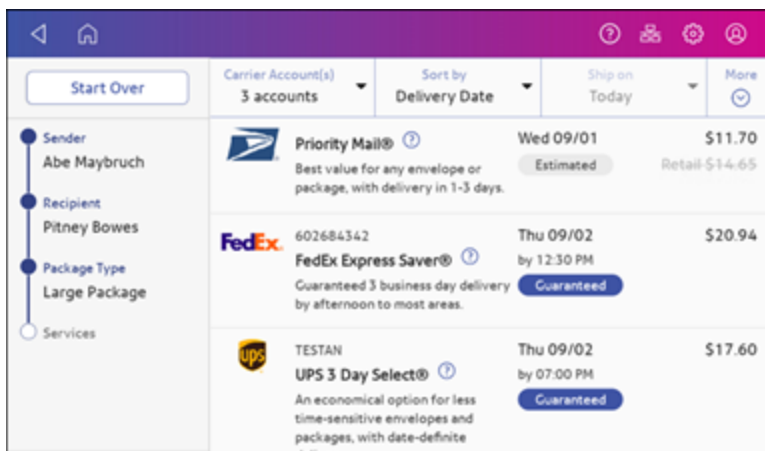 Start Over
Carrier Account(s)
3 accounts
Sort by
Delivery Date
Ship on
Today
More
Sender
Abe Maybruch
Recipient
Pitney Bowes
Package Type
Large Package
Services
Priority Mail®
Best value for any envelope or
package, with delivery in 1-3 days.
Wed 09/01
Estimated
$11.70
Retail $14.65
FedEx.
602684342
FedEx Express Saver®
Guaranteed 3 business day delivery
by afternoon to most areas.
Thu 09/02
by 12:30 PM
Guaranteed
$20.94
ups
TESTAN
UPS 3 Day Select®
An economical option for less
time-sensitive envelopes and
packages, with date-definite
Thu 09/02
by 07:00 PM
Guaranteed
$17.60